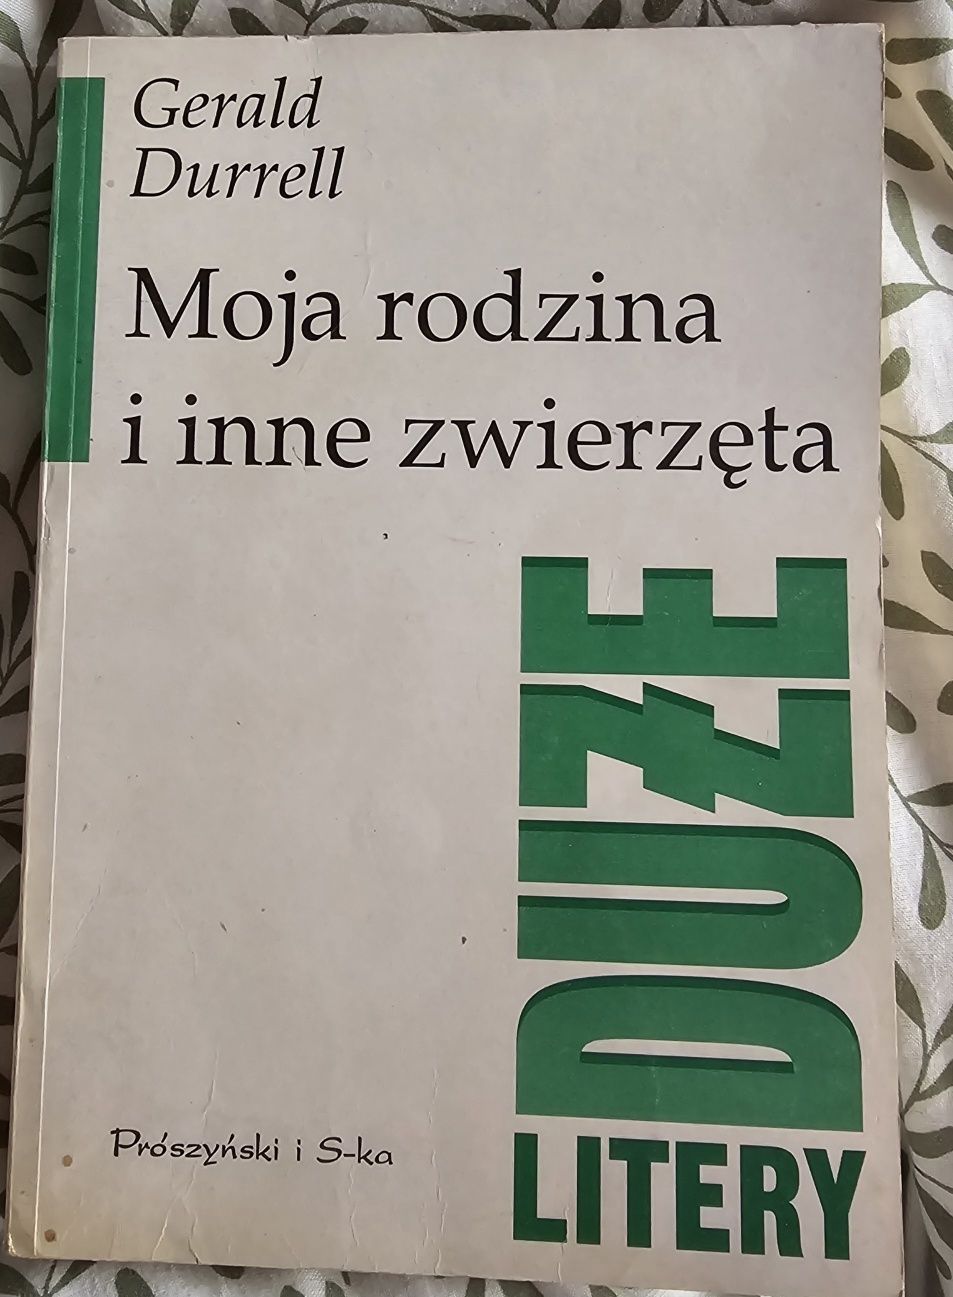 Gerald
Durrell
Moja rodzina
i inne zwierzęta
DUŻE
LITERY
Prószyński i S-ka